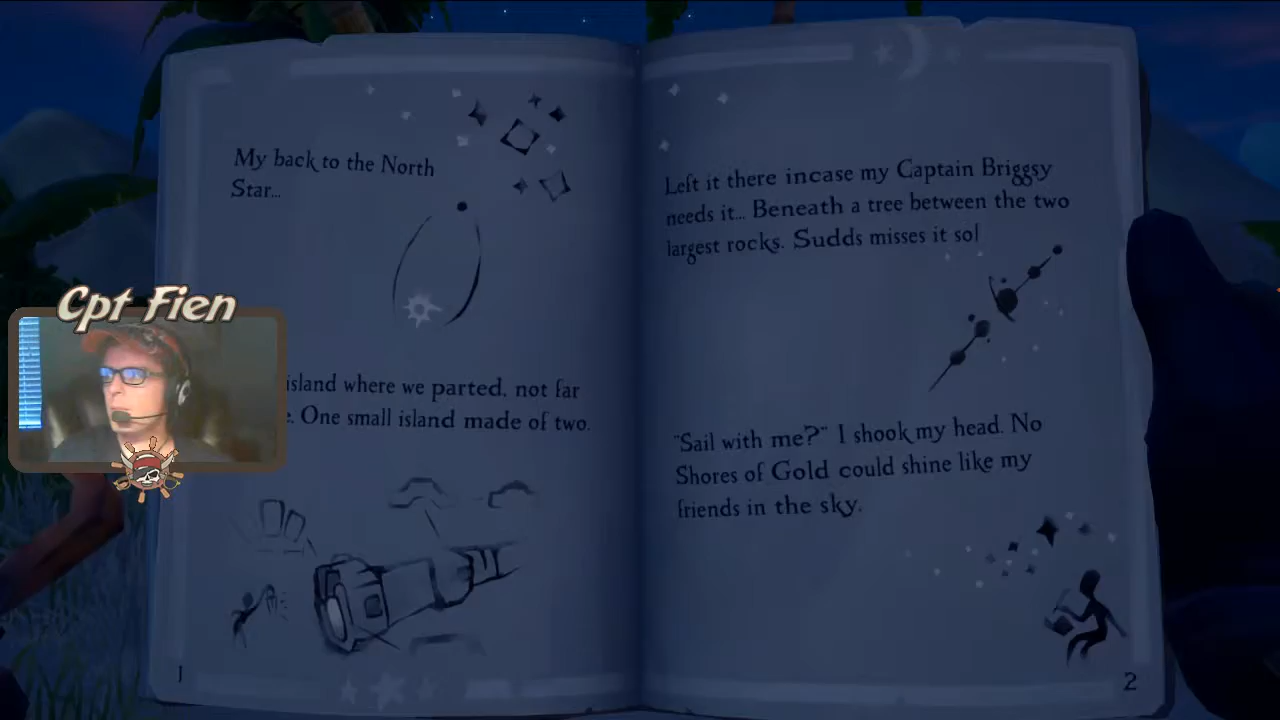 My back to the North
Star...
island where we parted, not far
. One small island made of two.
1
Left it there incase my Captain Briggsy
needs it... Beneath a tree between the two
largest rocks. Sudds misses it so!
"Sail with me?" I shook my head. No
Shores of Gold could shine like my
friends in the sky.
2
Cpt Fien